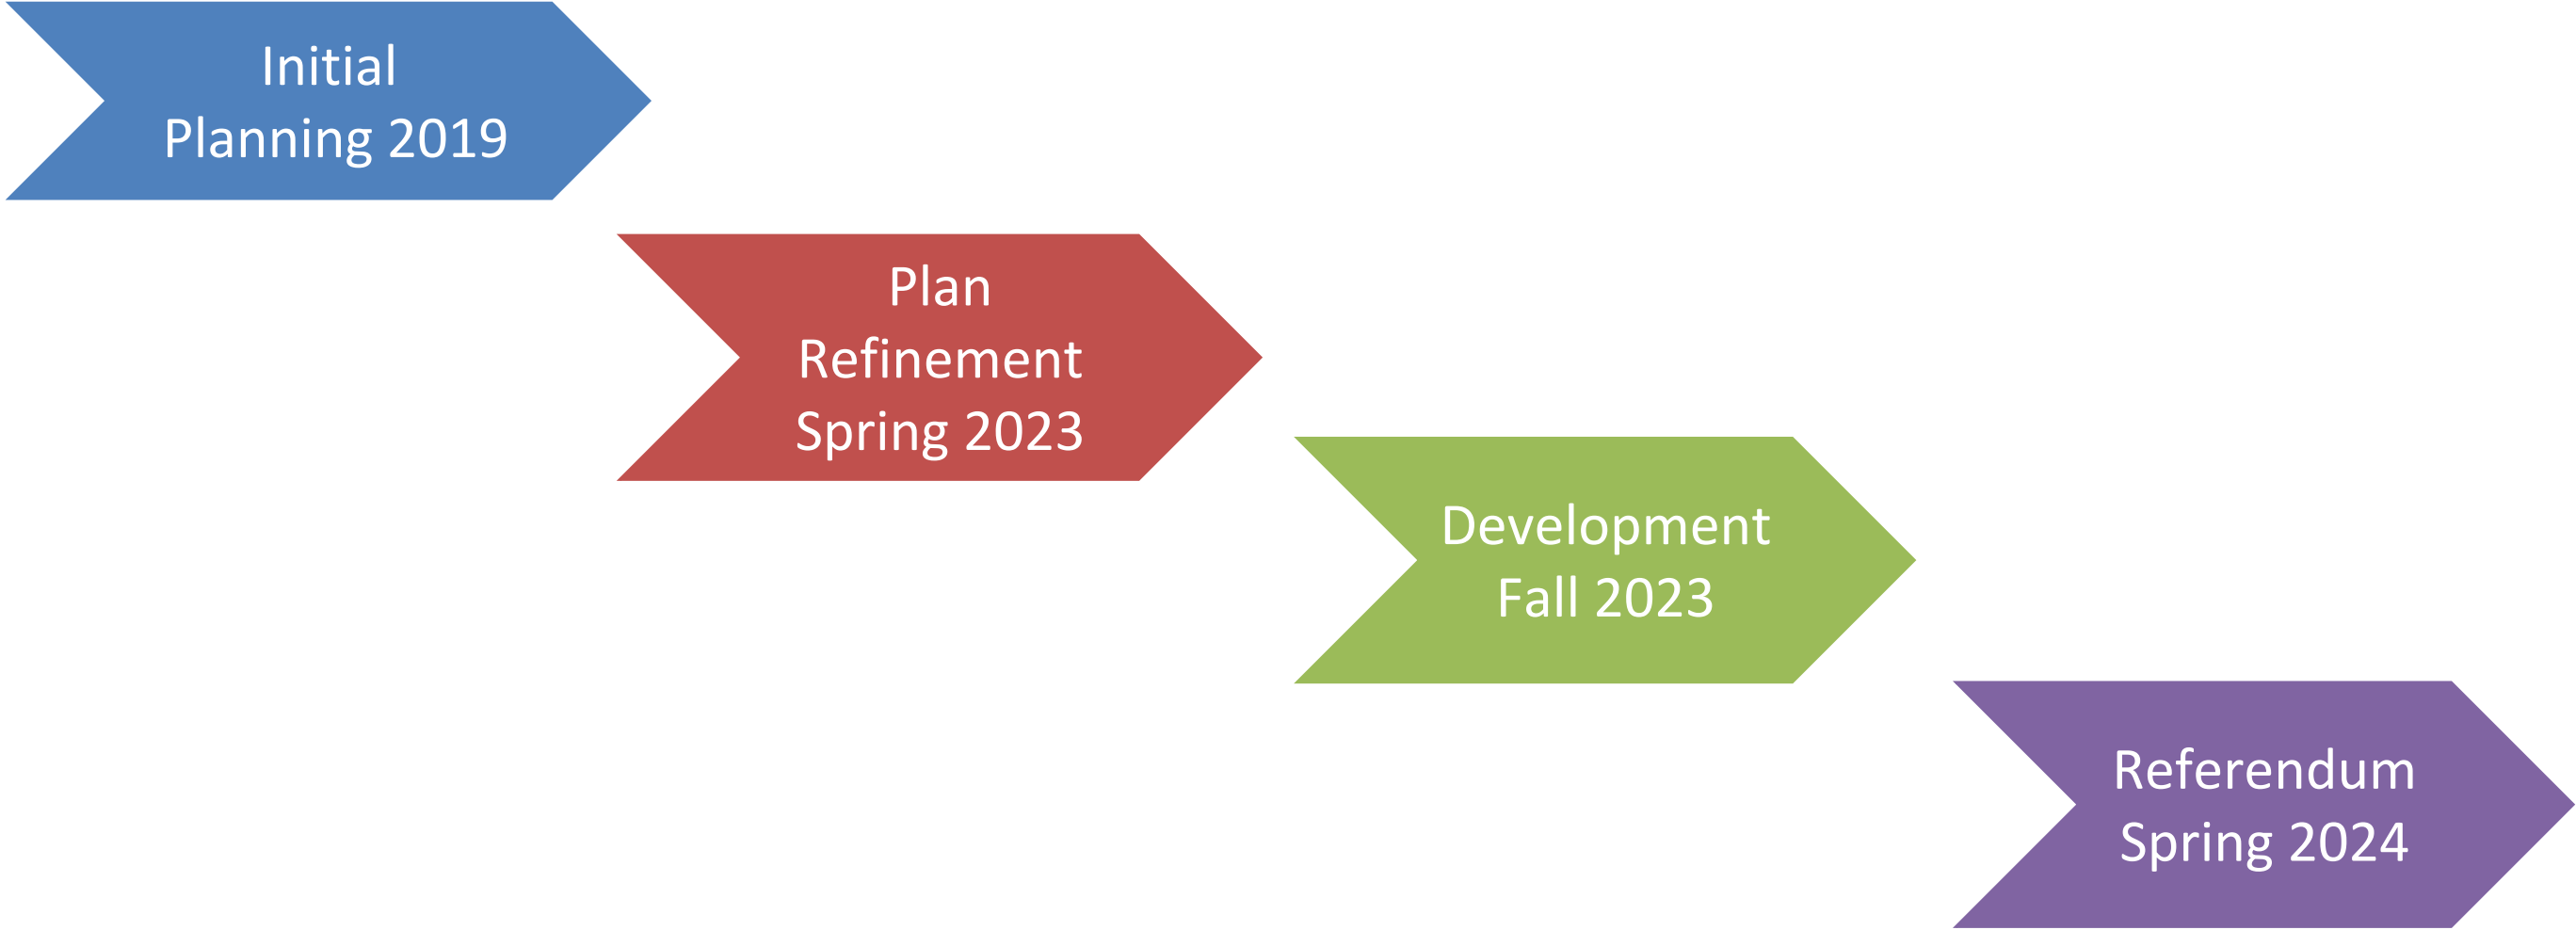 Initial
Planning 2019
Plan
Refinement
Spring 2023
Development
Fall 2023
Referendum
Spring 2024